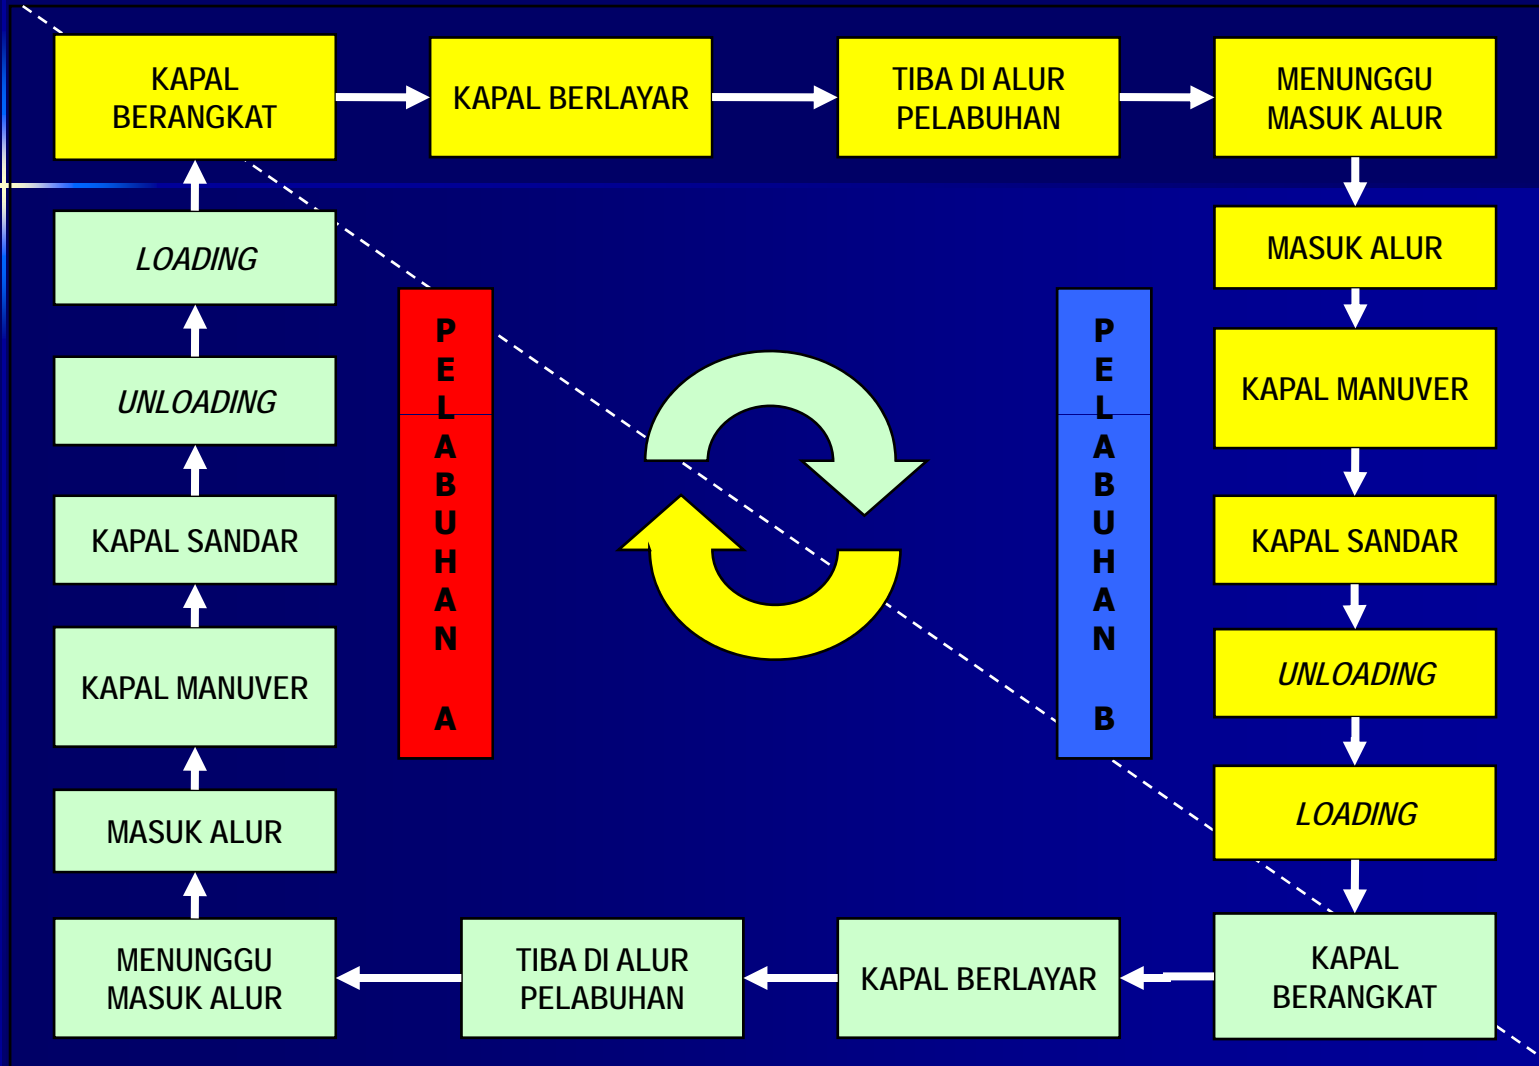 KAPAL
BERANGKAT
KAPAL BERLAYAR
TIBA DI ALUR
PELABUHAN
MENUNGGU
MASUK ALUR
MASUK ALUR
KAPAL MANUVER
KAPAL SANDAR
UNLOADING
LOADING
KAPAL
BERANGKAT
KAPAL BERLAYAR
TIBA DI ALUR
PELABUHAN
MENUNGGU
MASUK ALUR
MASUK ALUR
KAPAL MANUVER
KAPAL SANDAR
UNLOADING
LOADING
PELABUHAN A
PELABUHAN B